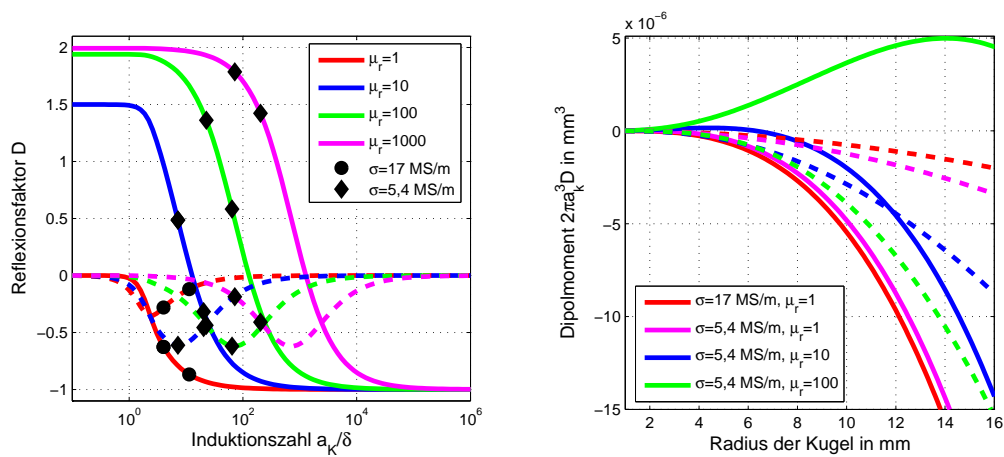 Reflexionsfaktor D
2
1.5
1
0.5
0
−0.5
−1
10^0 10^2 10^4 10^6
Induktionszahl a_K/δ
μ_r=1
μ_r=10
μ_r=100
μ_r=1000
σ=17 MS/m
σ=5,4 MS/m
x 10^−6
Dipolmoment 2πa_k^3D in mm^3
5
0
−5
−10
−15
2 4 6 8 10 12 14 16
Radius der Kugel in mm
σ=17 MS/m, μ_r=1
σ=5,4 MS/m, μ_r=1
σ=5,4 MS/m, μ_r=10
σ=5,4 MS/m, μ_r=100